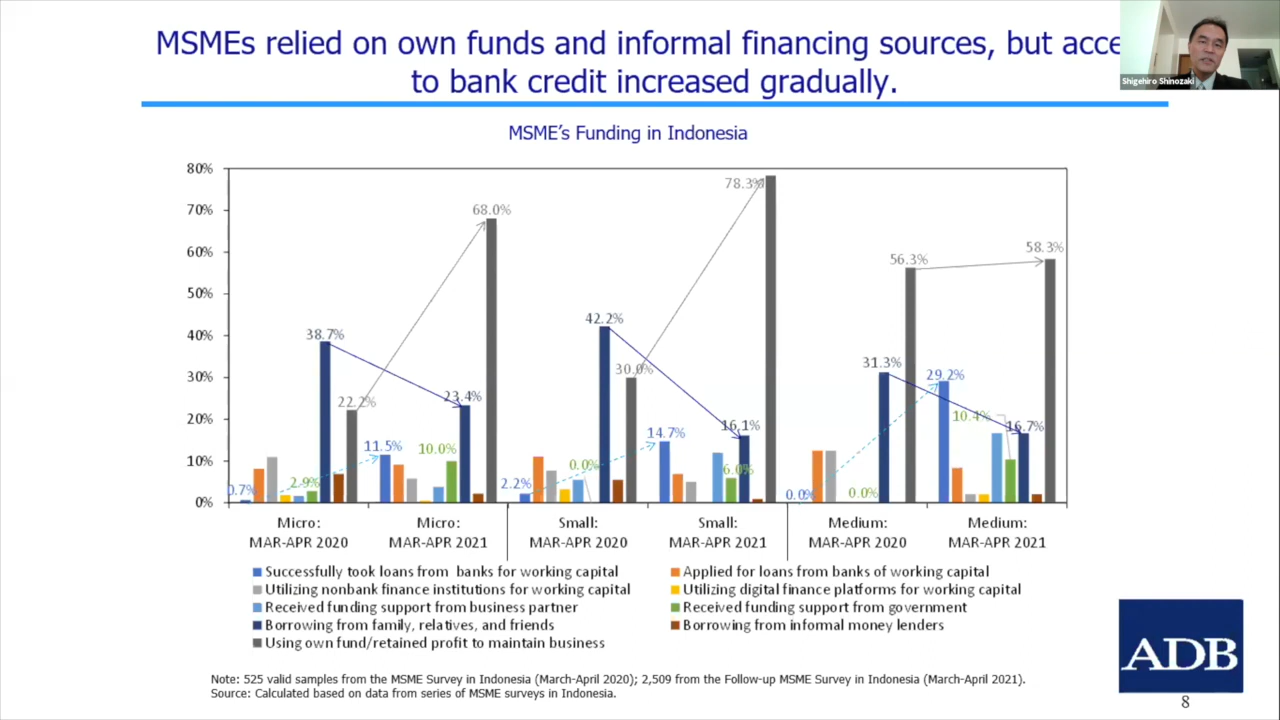 MSMEs relied on own funds and informal financing sources, but acce
to bank credit increased gradually.
Shigehiro Shinozaki
MSME's Funding in Indonesia
80%
70%
60%
50%
40%
30%
20%
10%
0%
0.7%
2.9%
38.7%
22.2%
11.5%
10.0%
23.4%
68.0%
2.2%
0.0%
42.2%
30.0%
14.7%
6.0%
16.1%
78.3%
0.0%
0.0%
31.3%
56.3%
29.2%
10.4%
16.7%
58.3%
Micro:
MAR-APR 2020
Micro:
MAR-APR 2021
Small:
MAR-APR 2020
Small:
MAR-APR 2021
Medium:
MAR-APR 2020
Medium:
MAR-APR 2021
Successfully took loans from banks for working capital
Applied for loans from banks of working capital
Utilizing nonbank finance institutions for working capital
Utilizing digital finance platforms for working capital
Received funding support from business partner
Received funding support from government
Borrowing from family, relatives, and friends
Borrowing from informal money lenders
Using own fund/retained profit to maintain business
Note: 525 valid samples from the MSME Survey in Indonesia (March-April 2020); 2,509 from the Follow-up MSME Survey in Indonesia (March-April 2021).
Source: Calculated based on data from series of MSME surveys in Indonesia.
ADB
8